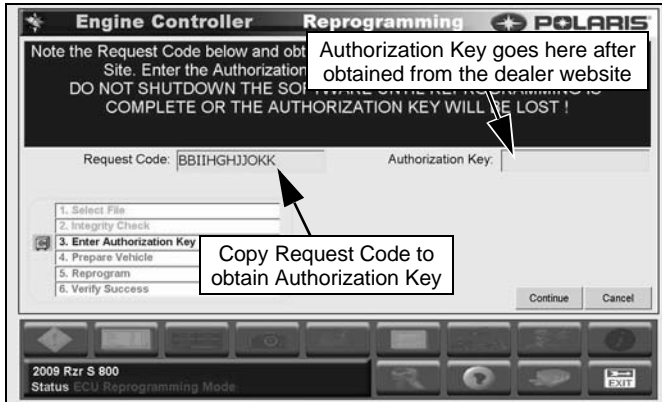 Engine Controller Reprogramming POLARIS
Note the Request Code below and obt
Site. Enter the Authorization
DO NOT SHUTDOWN THE SOFTWARE UNTIL REPROGRAMMING IS
COMPLETE OR THE AUTHORIZATION KEY WILL BE LOST !
Authorization Key goes here after
obtained from the dealer website
Request Code: BBIIHGHJJOKK Authorization Key:
1. Select File
2. Integrity Check
3. Enter Authorization Key
4. Prepare Vehicle
5. Reprogram
6. Verify Success
Copy Request Code to
obtain Authorization Key
Continue Cancel
2009 Rzr S 800
Status ECU Reprogramming Mode
EXIT